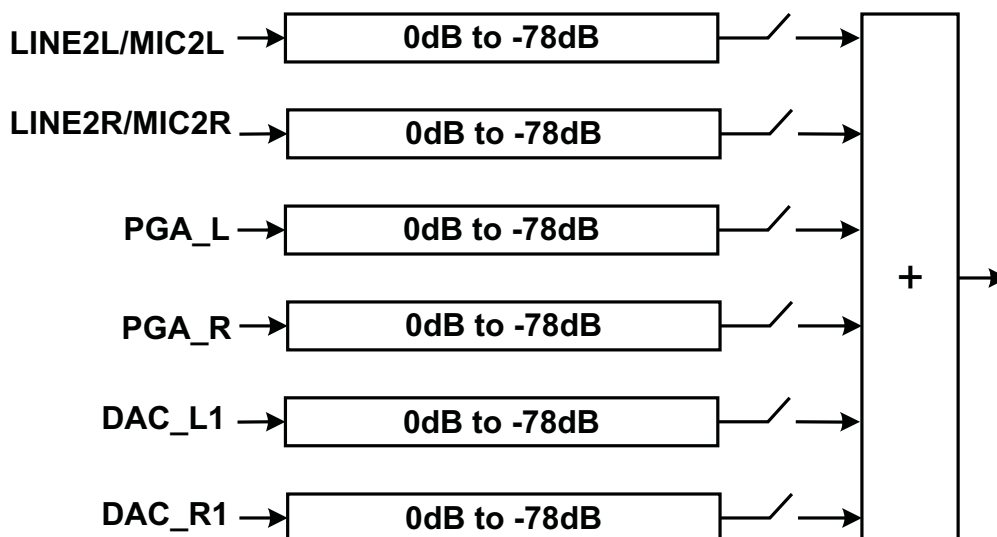 LINE2L/MIC2L 0dB to -78dB
LINE2R/MIC2R 0dB to -78dB
PGA_L 0dB to -78dB
+
PGA_R 0dB to -78dB
DAC_L1 0dB to -78dB
DAC_R1 0dB to -78dB